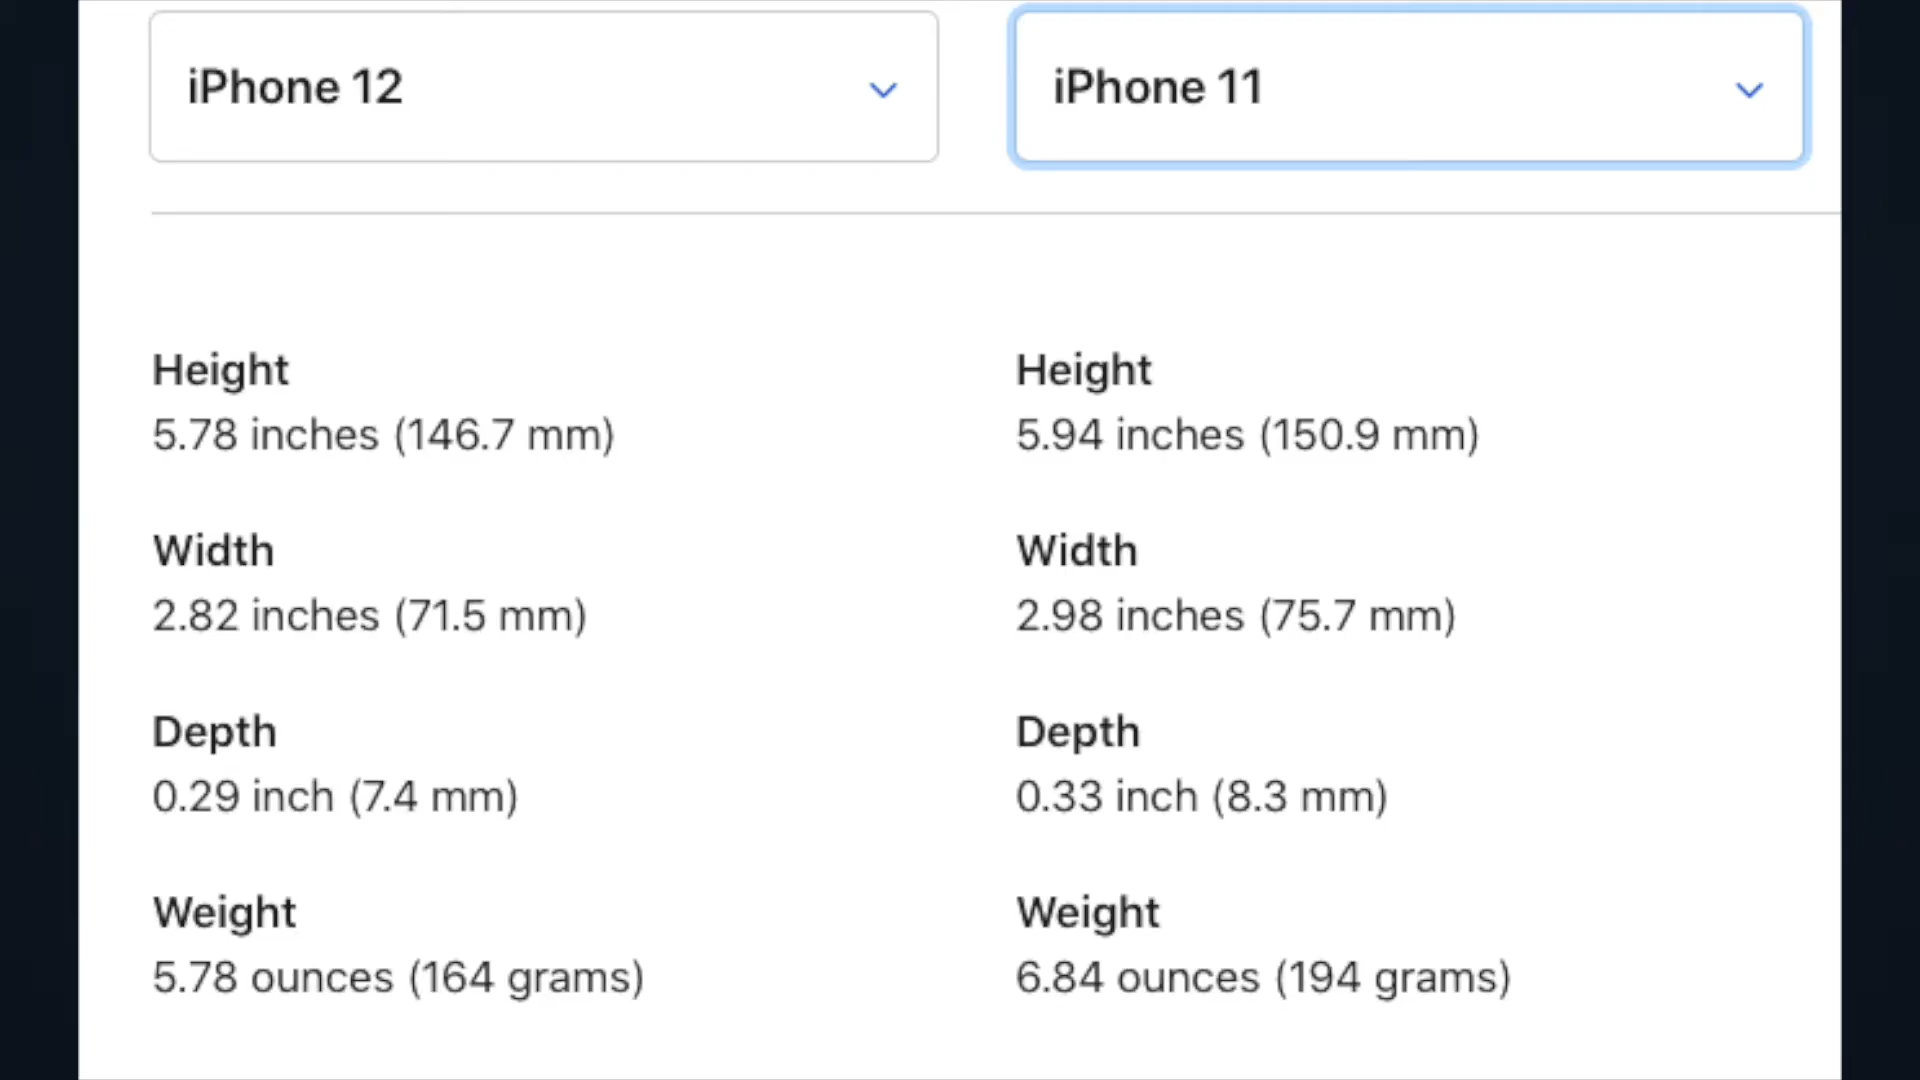 iPhone 12
iPhone 11
Height
5.78 inches (146.7 mm)
Width
2.82 inches (71.5 mm)
Depth
0.29 inch (7.4 mm)
Weight
5.78 ounces (164 grams)
Height
5.94 inches (150.9 mm)
Width
2.98 inches (75.7 mm)
Depth
0.33 inch (8.3 mm)
Weight
6.84 ounces (194 grams)